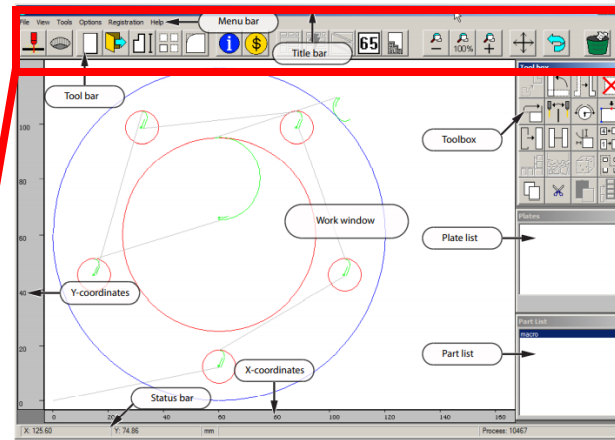 File View Tools Options Registration Help
Menu bar
Title bar
i $ 65 100%
Tool bar
Tool box
Toolbox
100
80
Work window
60
Plates
Plate list
40
Y-coordinates
20
Part List
macro
Part list
X-coordinates
0
Status bar
0 20 40 60 80 100 120 140 160
X: 125.60 Y: 74.86 mm Process: 10467